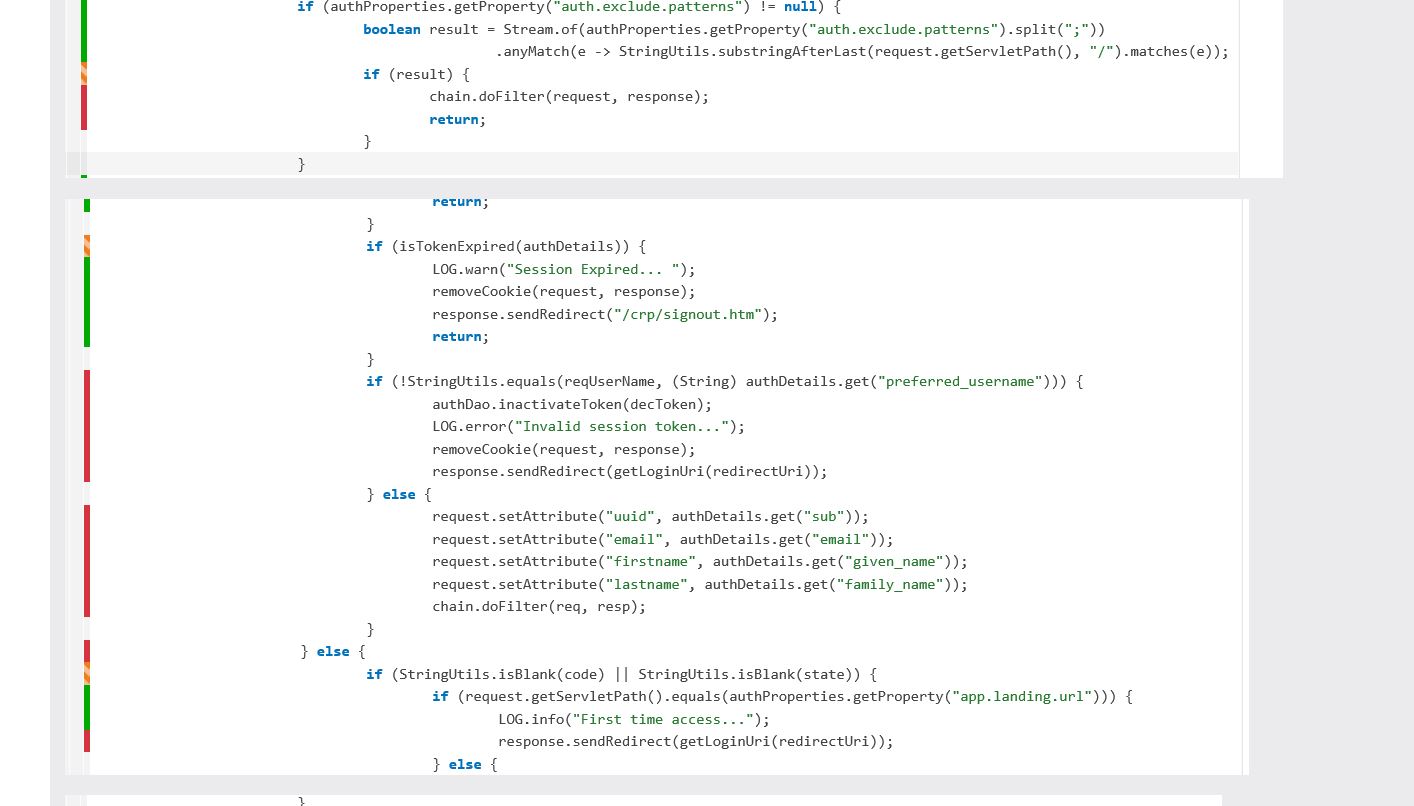 if (authProperties.getProperty("auth.exclude.patterns") != null) {
boolean result = Stream.of(authProperties.getProperty("auth.exclude.patterns").split(";"))
.anyMatch(e -> StringUtils.substringAfterLast(request.getServletPath(), "/").matches(e));
if (result) {
chain.doFilter(request, response);
return;
}
}
return;
}
if (isTokenExpired(authDetails)) {
LOG.warn("Session Expired... ");
removeCookie(request, response);
response.sendRedirect("/crp/signout.htm");
return;
}
if (!StringUtils.equals(reqUserName, (String) authDetails.get("preferred_username"))) {
authDao.inactivateToken(decToken);
LOG.error("Invalid session token...");
removeCookie(request, response);
response.sendRedirect(getLoginUri(redirectUri));
} else {
request.setAttribute("uuid", authDetails.get("sub"));
request.setAttribute("email", authDetails.get("email"));
request.setAttribute("firstname", authDetails.get("given_name"));
request.setAttribute("lastname", authDetails.get("family_name"));
chain.doFilter(req, resp);
}
} else {
if (StringUtils.isBlank(code) || StringUtils.isBlank(state)) {
if (request.getServletPath().equals(authProperties.getProperty("app.landing.url"))) {
LOG.info("First time access...");
response.sendRedirect(getLoginUri(redirectUri));
} else {
}